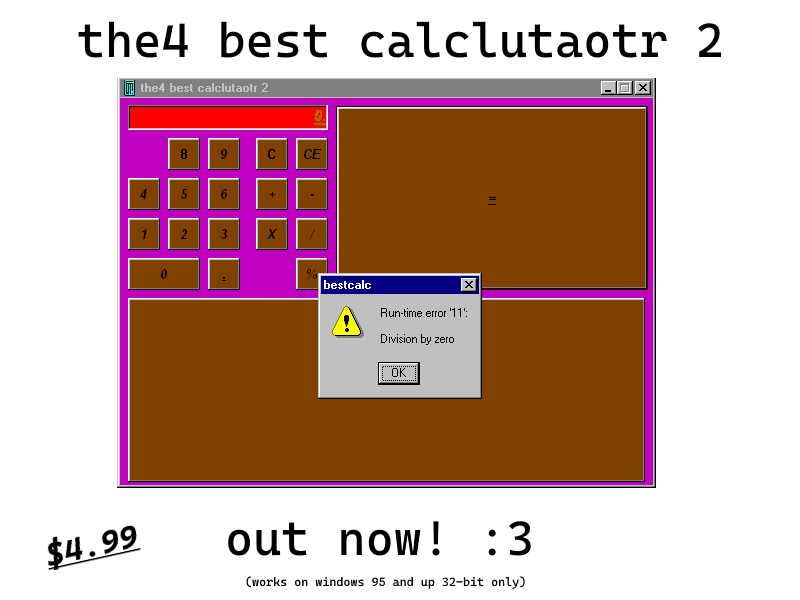 the4 best calclutaotr 2
the4 best calclutaotr 2
0.
8 9 C CE
4 5 6 + -
1 2 3 X /
0 . %
=
bestcalc
Run-time error '11':
Division by zero
OK
$4.99
out now! :3
(works on windows 95 and up 32-bit only)